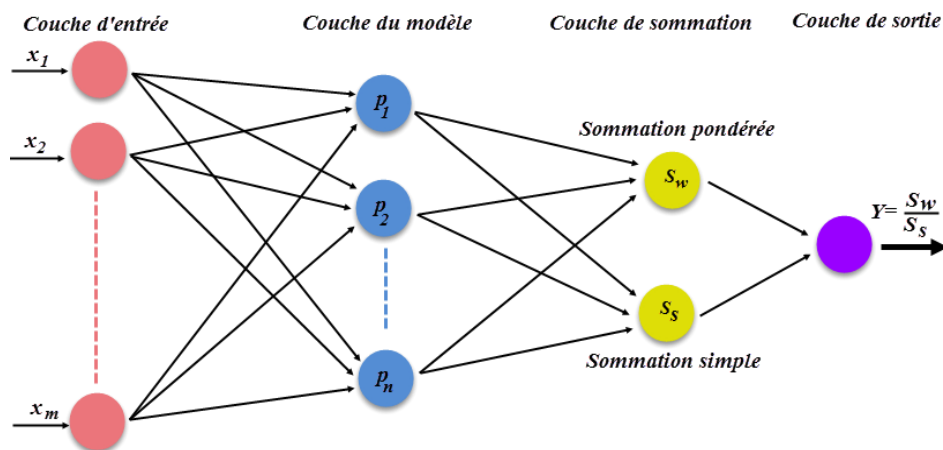 Couche d'entrée
Couche du modèle
Couche de sommation
Couche de sortie
x1
x2
xm
p1
p2
pn
Sommation pondérée
Sw
Ss
Sommation simple
Y= Sw/Ss